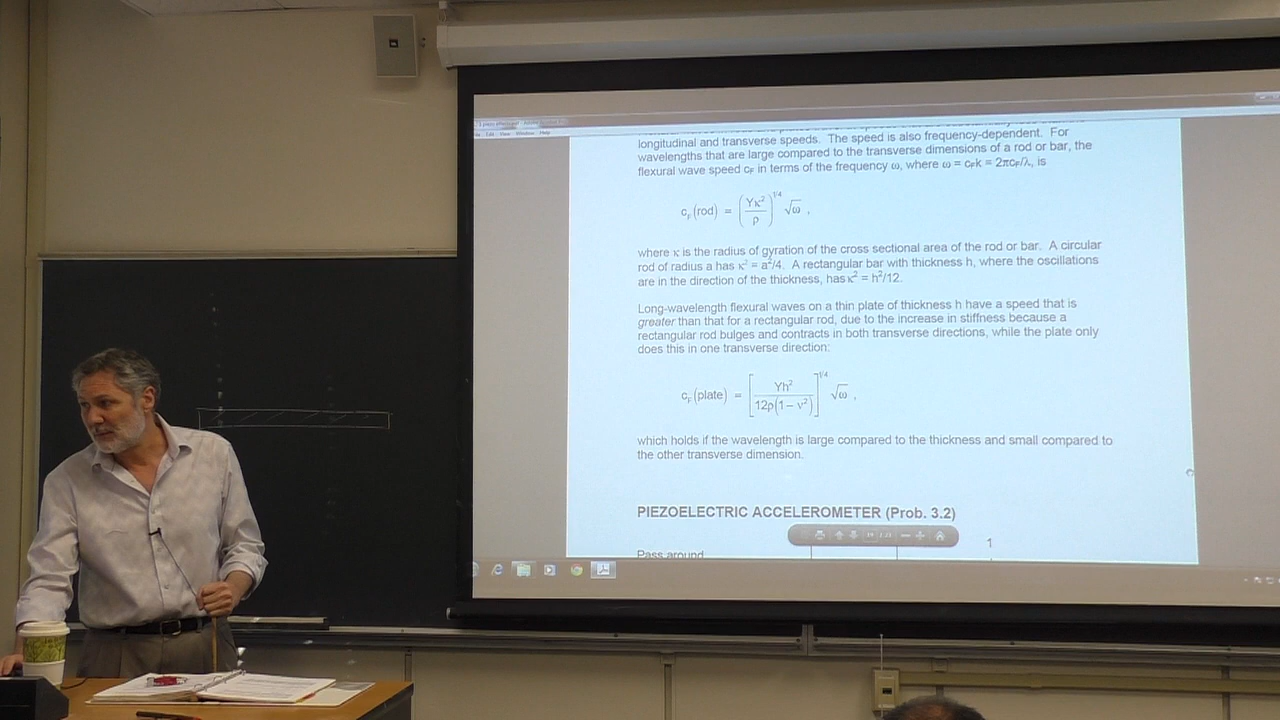 Edit View Window Help
longitudinal and transverse speeds. The speed is also frequency-dependent. For
wavelengths that are large compared to the transverse dimensions of a rod or bar, the
flexural wave speed cF in terms of the frequency ω, where ω = cFk = 2πcF/λ, is
cF(rod) = (Yκ²/ρ)^1/4 √ω ,
where κ is the radius of gyration of the cross sectional area of the rod or bar. A circular
rod of radius a has κ² = a²/4. A rectangular bar with thickness h, where the oscillations
are in the direction of the thickness, has κ² = h²/12.
Long-wavelength flexural waves on a thin plate of thickness h have a speed that is
greater than that for a rectangular rod, due to the increase in stiffness because a
rectangular rod bulges and contracts in both transverse directions, while the plate only
does this in one transverse direction:
cF(plate) = [Yh²/12ρ(1 – ν²)]^1/4 √ω ,
which holds if the wavelength is large compared to the thickness and small compared to
the other transverse dimension.
PIEZOELECTRIC ACCELEROMETER (Prob. 3.2)
1
Pass around